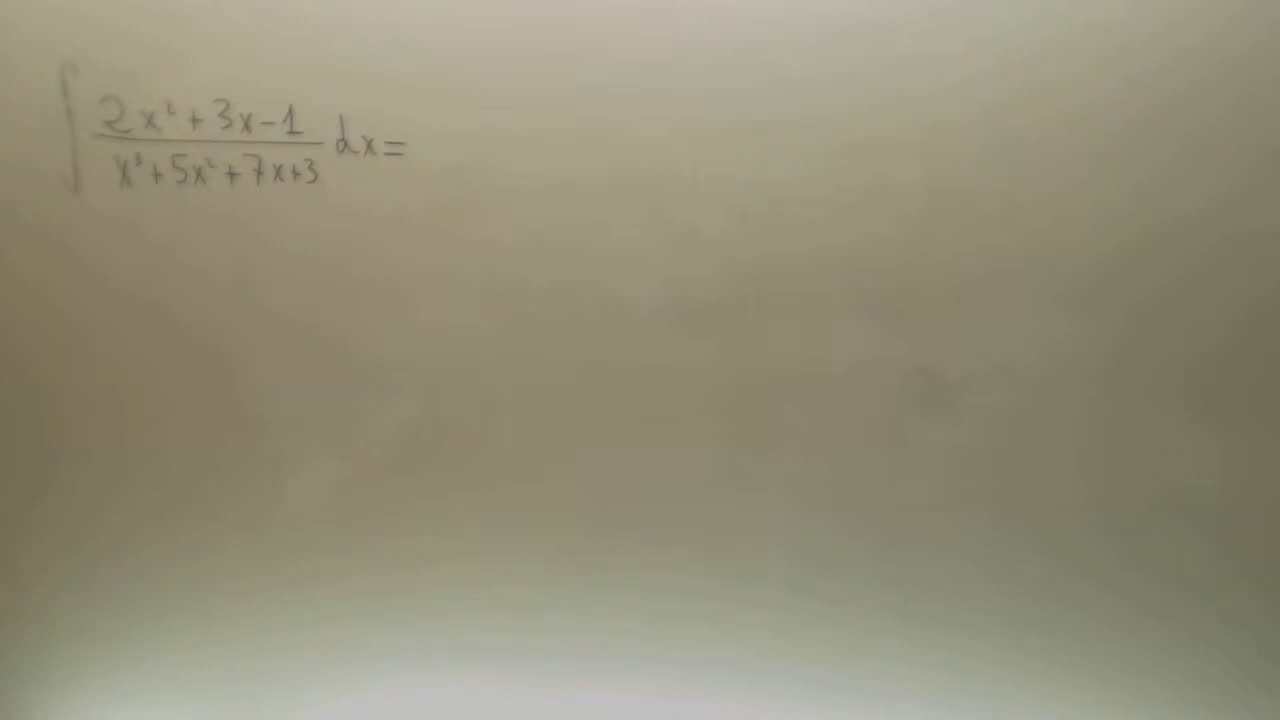 ∫ (2x² + 3x - 1)/(x³ + 5x² + 7x + 3) dx =